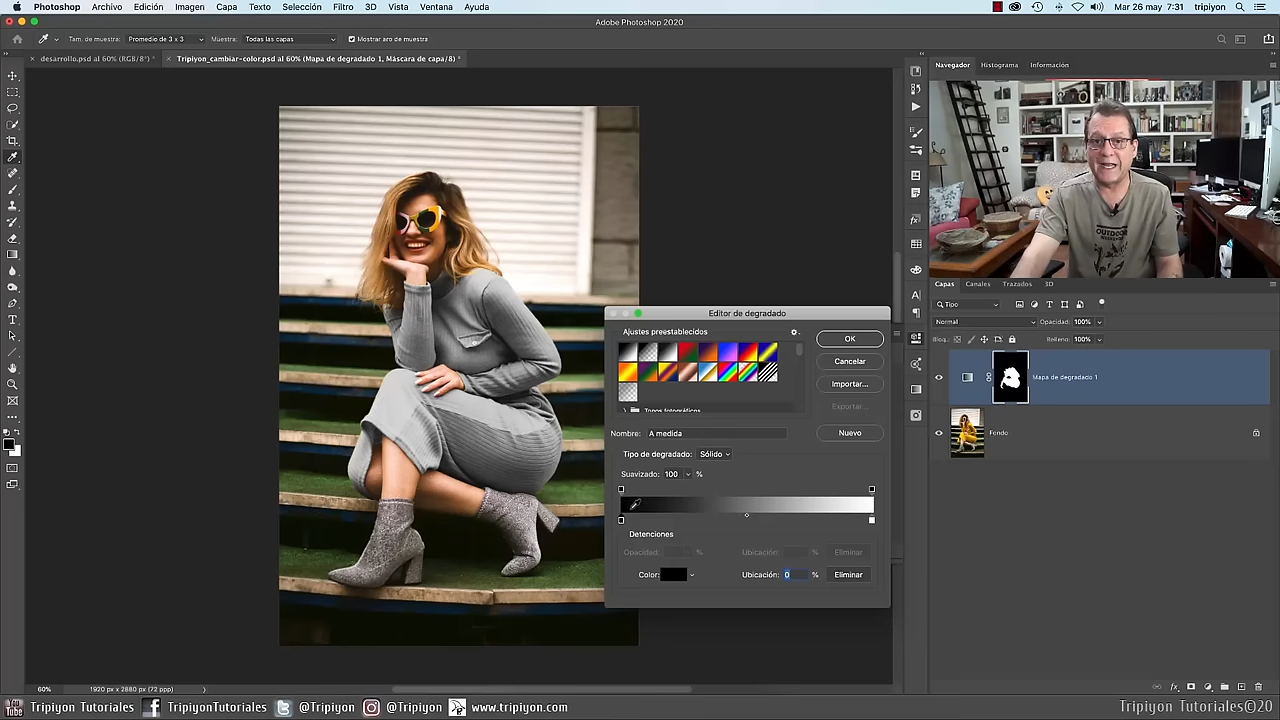 Photoshop Archivo Edición Imagen Capa Texto Selección Filtro 3D Vista Ventana Ayuda Mar 26 may 7:31 tripiyon
Adobe Photoshop 2020
Tam. de muestra: Promedio de 3 x 3 Muestra: Todas las capas Mostrar aro de muestra
desarrollo.psd al 60% (RGB/8*) * Tripiyon_cambiar-color.psd al 60% (Mapa de degradado 1, Máscara de capa/8) *
Navegador Histograma Información
OUTDOOR
Capas Canales Trazados 3D
Tipo
Normal Opacidad: 100%
Bloq.: Relleno: 100%
Mapa de degradado 1
Fondo
Editor de degradado
Ajustes preestablecidos
OK
Cancelar
Importar...
Exportar...
Tonos fotográficos
Nombre: A medida Nuevo
Tipo de degradado: Sólido
Suavizado: 100 %
Detenciones
Opacidad: % Ubicación: % Eliminar
Color: Ubicación: 0 % Eliminar
60% 1920 px x 2880 px (72 ppp)
You Tube Tripiyon Tutoriales TripiyonTutoriales @Tripiyon @Tripiyon www.tripiyon.com Tripiyon Tutoriales©20